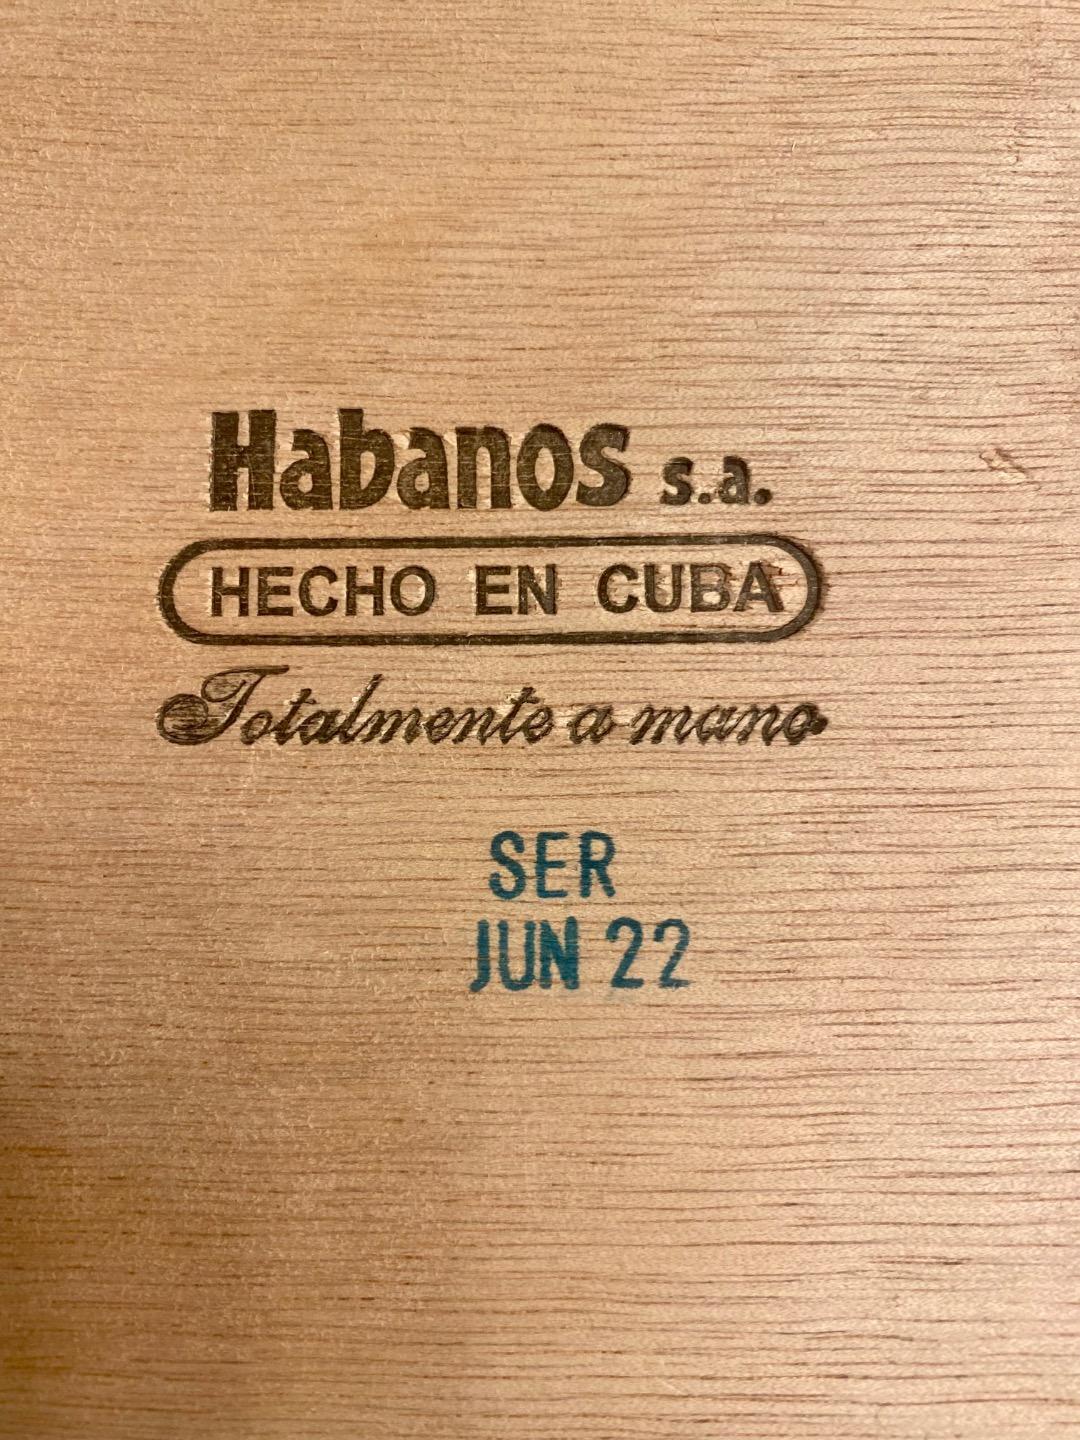 Habanos s.a.
HECHO EN CUBA
Totalmente a mano
SER
JUN 22